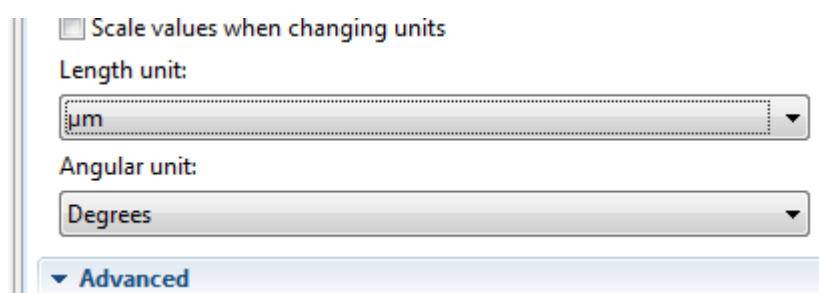 Scale values when changing units
Length unit:
µm
Angular unit:
Degrees
Advanced